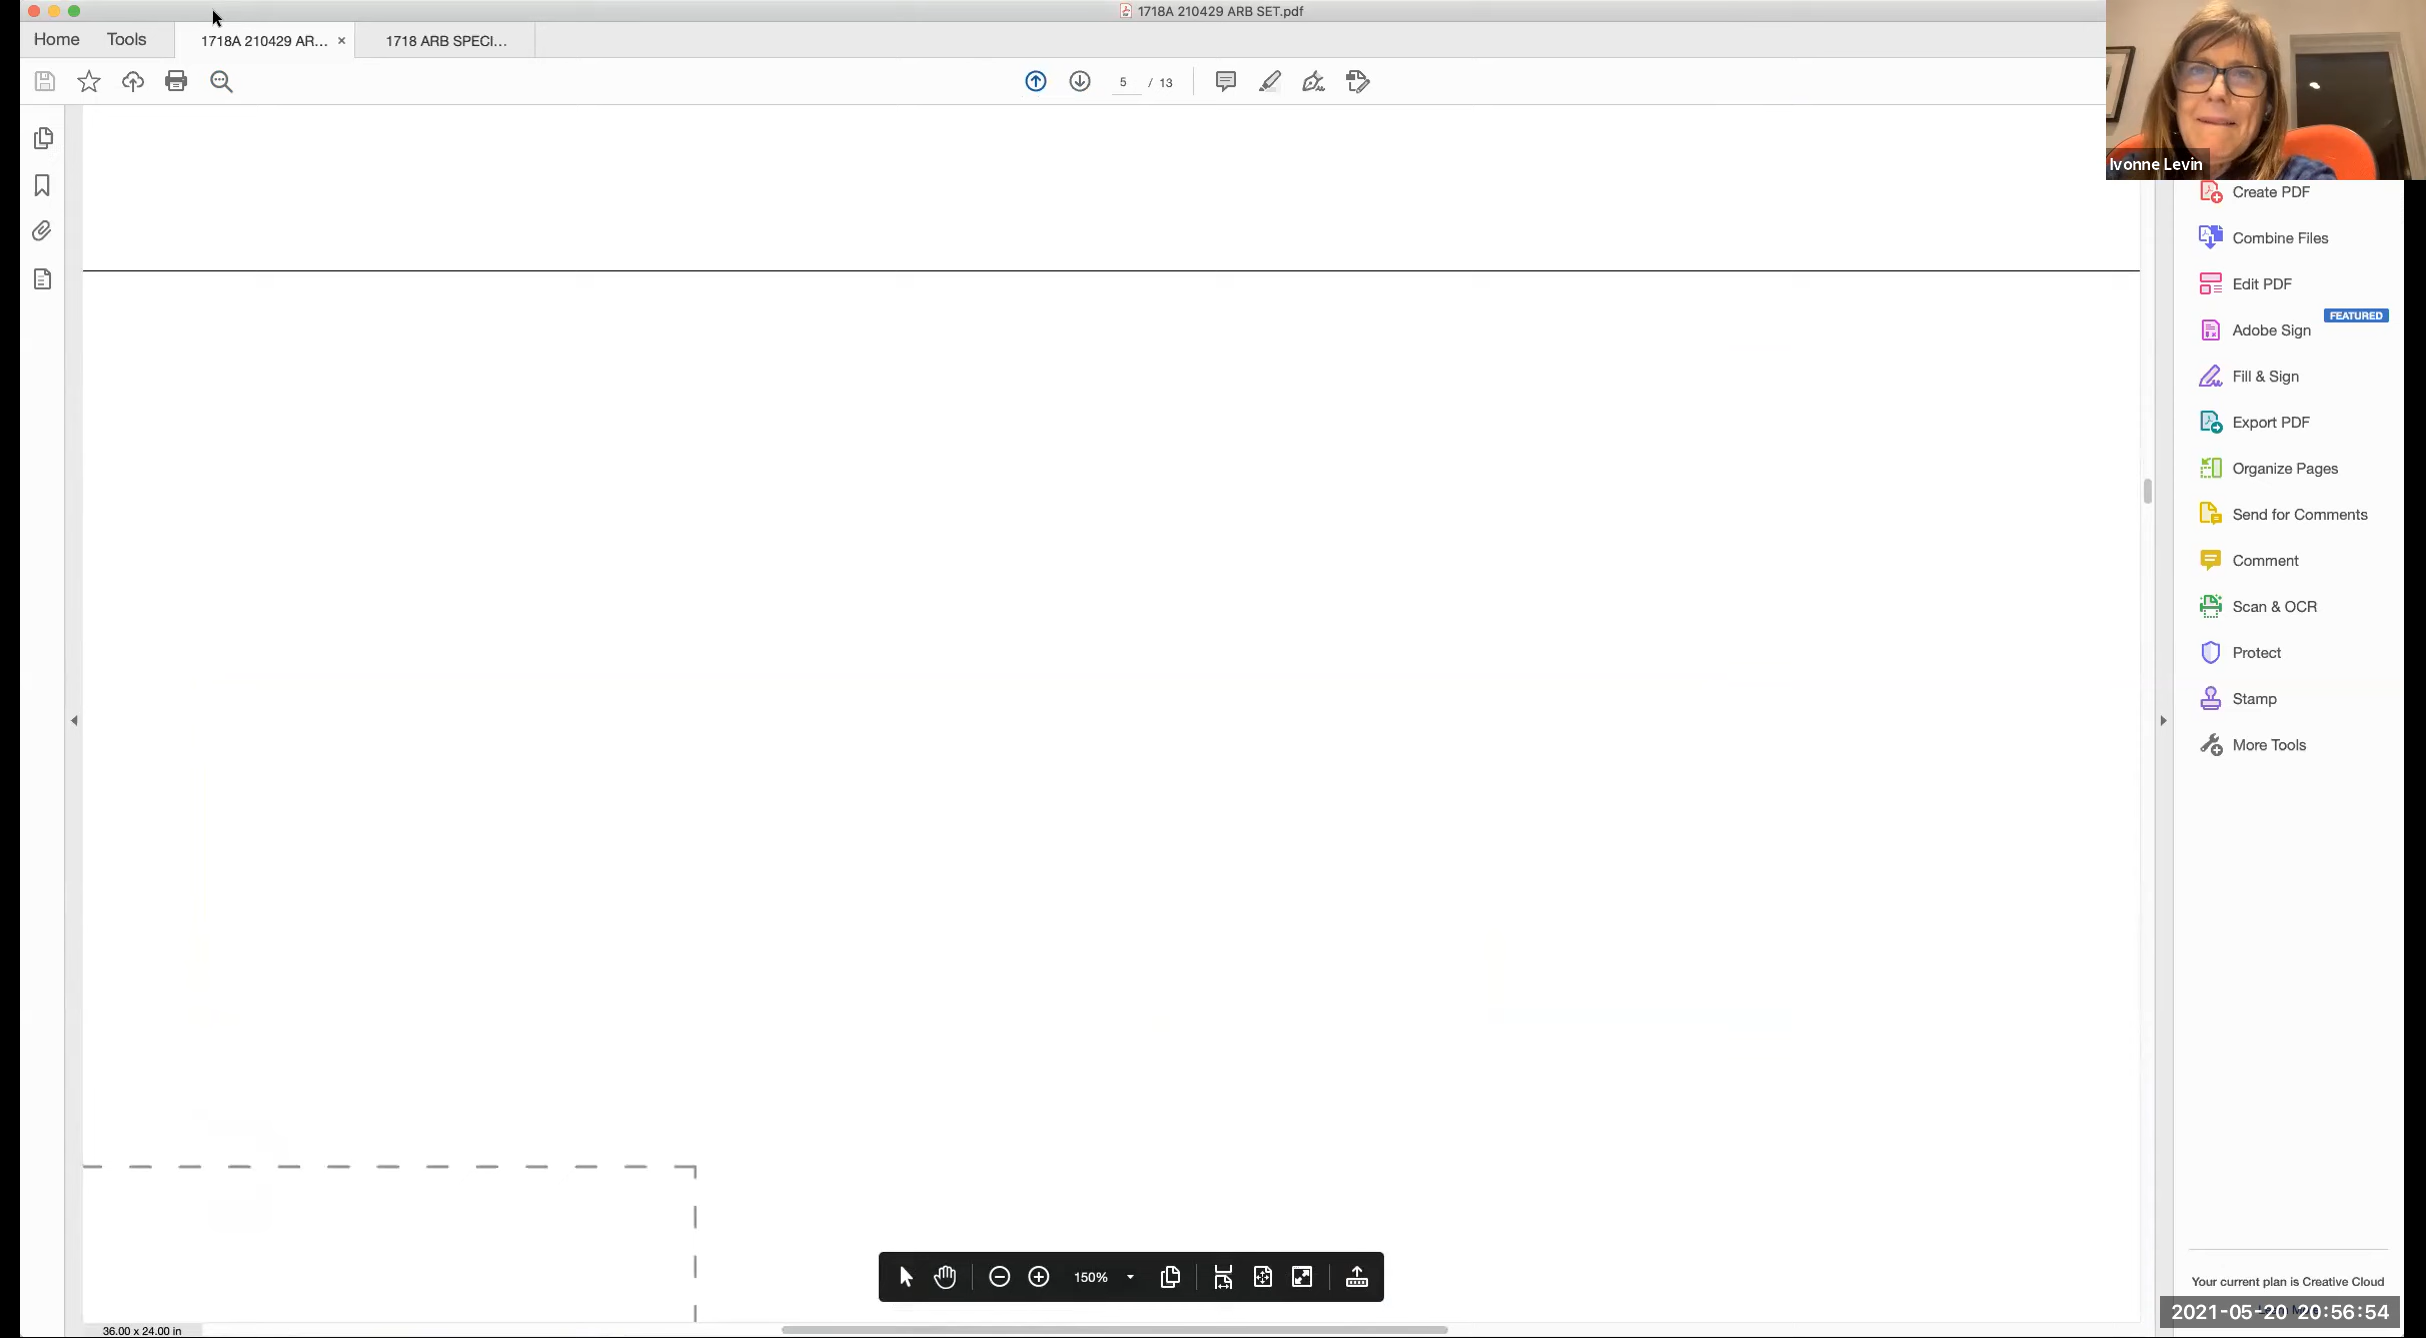 1718A 210429 ARB SET.pdf
Home
Tools
1718A 210429 AR... ×
1718 ARB SPECI...
5 / 13
Ivonne Levin
Create PDF
Combine Files
Edit PDF
FEATURED
Adobe Sign
Fill & Sign
Export PDF
Organize Pages
Send for Comments
Comment
Scan & OCR
Protect
Stamp
More Tools
150%
Your current plan is Creative Cloud
2021-05-20 20:56:54
36.00 x 24.00 in